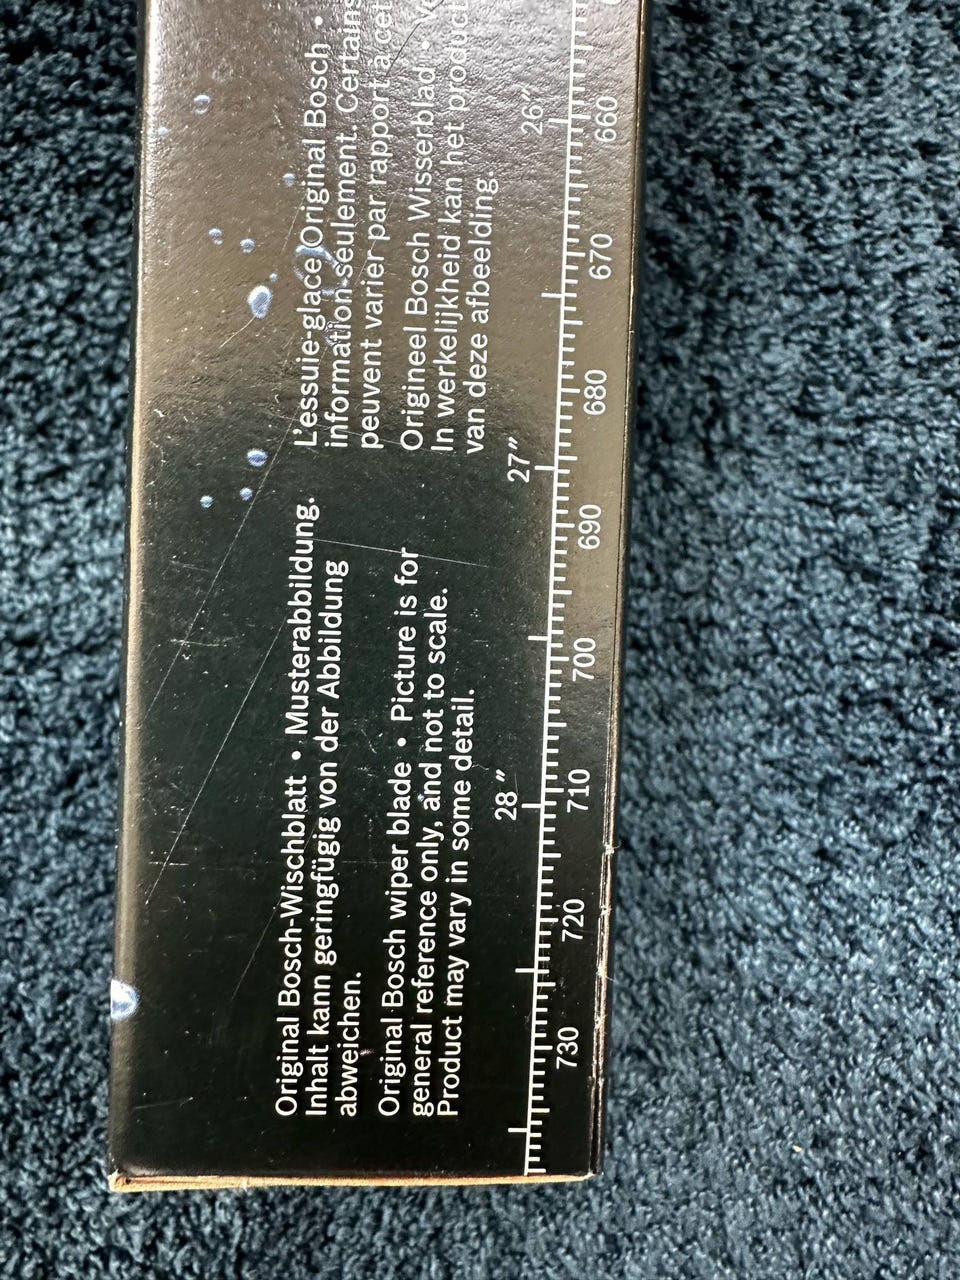 Original Bosch-Wischblatt • Musterabbildung.
Inhalt kann geringfügig von der Abbildung
abweichen.
Original Bosch wiper blade • Picture is for
general reference only, and not to scale.
Product may vary in some detail.
L'essuie-glace Original Bosch •
information seulement. Certains
peuvent varier par rapport à cet
Origineel Bosch Wisserblad •
In werkelijkheid kan het product
van deze afbeelding.
28" 27" 26"
730 720 710 700 690 680 670 660